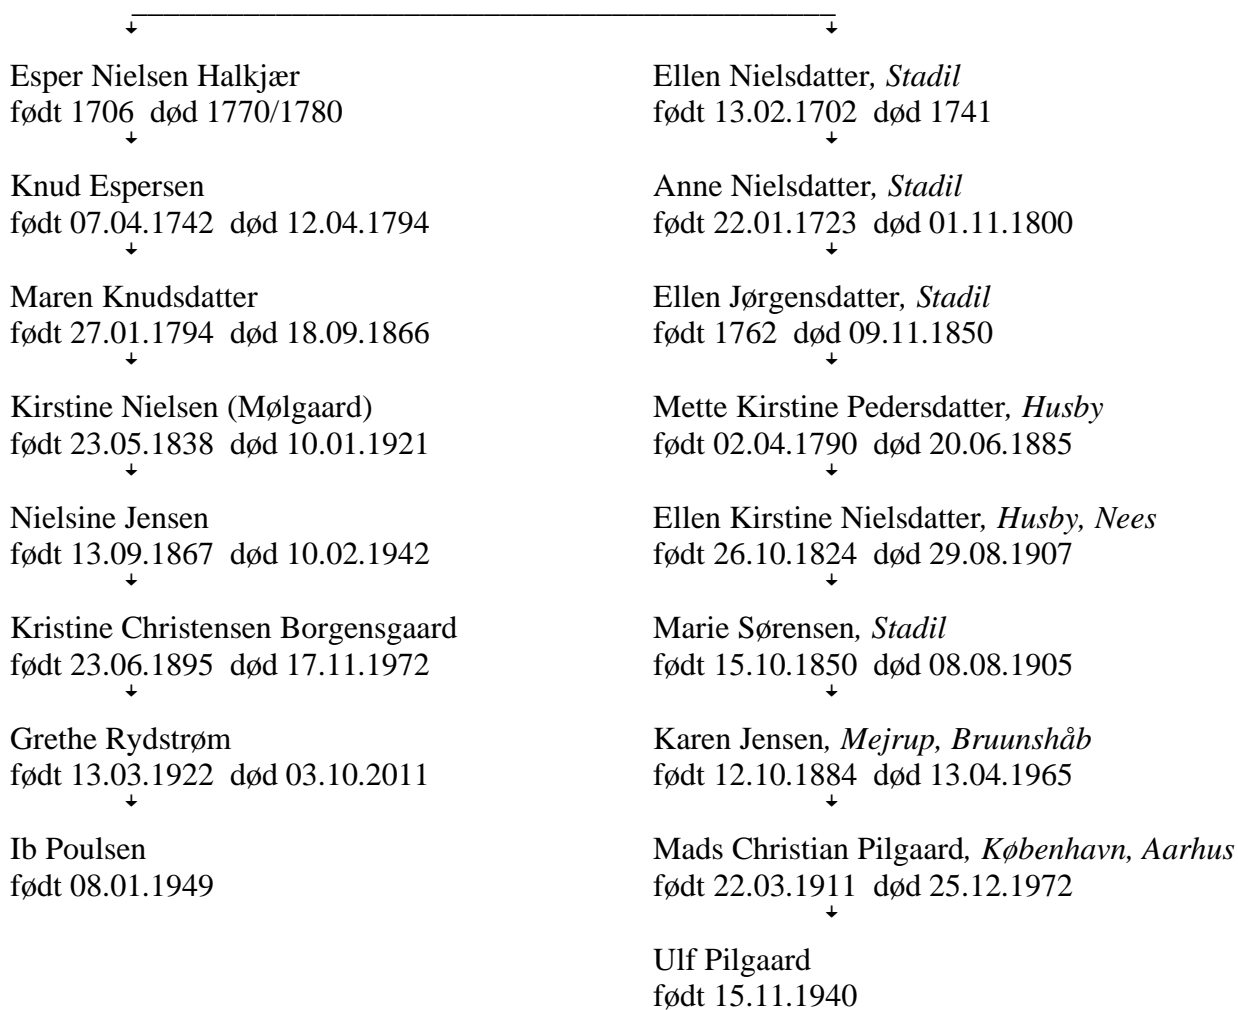 Esper Nielsen Halkjær
født 1706 død 1770/1780
Knud Espersen
født 07.04.1742 død 12.04.1794
Maren Knudsdatter
født 27.01.1794 død 18.09.1866
Kirstine Nielsen (Mølgaard)
født 23.05.1838 død 10.01.1921
Nielsine Jensen
født 13.09.1867 død 10.02.1942
Kristine Christensen Borgensgaard
født 23.06.1895 død 17.11.1972
Grethe Rydstrøm
født 13.03.1922 død 03.10.2011
Ib Poulsen
født 08.01.1949
Ellen Nielsdatter, Stadil
født 13.02.1702 død 1741
Anne Nielsdatter, Stadil
født 22.01.1723 død 01.11.1800
Ellen Jørgensdatter, Stadil
født 1762 død 09.11.1850
Mette Kirstine Pedersdatter, Husby
født 02.04.1790 død 20.06.1885
Ellen Kirstine Nielsdatter, Husby, Nees
født 26.10.1824 død 29.08.1907
Marie Sørensen, Stadil
født 15.10.1850 død 08.08.1905
Karen Jensen, Mejrup, Bruunshåb
født 12.10.1884 død 13.04.1965
Mads Christian Pilgaard, København, Aarhus
født 22.03.1911 død 25.12.1972
Ulf Pilgaard
født 15.11.1940